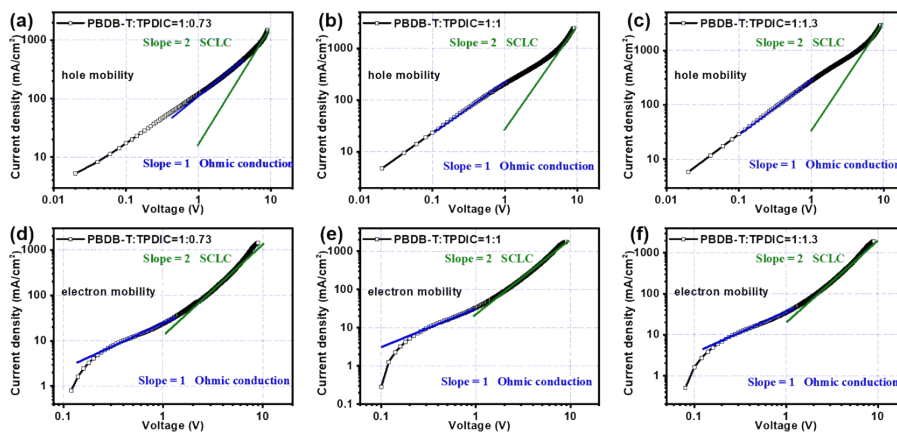 (a)
PBDB-T:TPDIC=1:0.73
Slope = 2 SCLC
hole mobility
Slope = 1 Ohmic conduction
Current density (mA/cm²)
1000
100
10
0.01
0.1
1
10
Voltage (V)
(b)
PBDB-T:TPDIC=1:1
Slope = 2 SCLC
hole mobility
Slope = 1 Ohmic conduction
Current density (mA/cm²)
1000
100
10
0.01
0.1
1
10
Voltage (V)
(c)
PBDB-T:TPDIC=1:1.3
Slope = 2 SCLC
hole mobility
Slope = 1 Ohmic conduction
Current density (mA/cm²)
1000
100
10
0.01
0.1
1
10
Voltage (V)
(d)
PBDB-T:TPDIC=1:0.73
Slope = 2 SCLC
electron mobility
Slope = 1 Ohmic conduction
Current density (mA/cm²)
1000
100
10
1
0.1
1
10
Voltage (V)
(e)
PBDB-T:TPDIC=1:1
Slope = 2 SCLC
electron mobility
Slope = 1 Ohmic conduction
Current density (mA/cm²)
1000
100
10
1
0.1
0.1
1
10
Voltage (V)
(f)
PBDB-T:TPDIC=1:1.3
Slope = 2 SCLC
electron mobility
Slope = 1 Ohmic conduction
Current density (mA/cm²)
1000
100
10
1
0.1
1
10
Voltage (V)